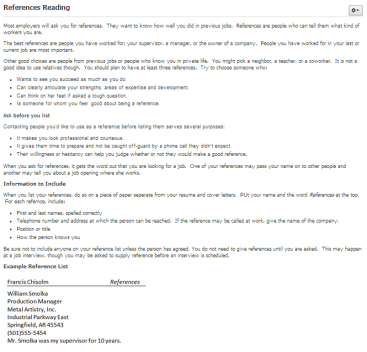 References Reading
Most employers will ask you for references. They want to know how well you did in previous jobs. References are people who can tell them what kind of
workers you are.
The best references are people you have worked for: your supervisor, a manager, or the owner of a company. People you have worked for in your last or
current job are most important.
Other good choices are people from previous jobs or people who know you in private life. You might pick a neighbor, a teacher, or a coworker. It is not a
good idea to use relatives though. You should plan to have at least three references. Try to choose someone who:
• Wants to see you succeed as much as you do.
• Can clearly articulate your strengths, areas of expertise and development.
• Can think on her feet if asked a tough question.
• Is someone for whom you feel good about being a reference.
Ask before you list
Contacting people you'd like to use as a reference before listing them serves several purposes:
• It makes you look professional and courteous.
• It gives them time to prepare and not be caught off-guard by a phone call they didn't expect.
• Their willingness or hesitancy can help you judge whether or not they would make a good reference.
When you ask for references, it gets the word out that you are looking for a job. One of your references may pass your name on to other people and
another may tell you about a job opening where she works.
Information to Include
When you list your references, do so on a piece of paper separate from your resume and cover letters. Put your name and the word References at the top.
For each reference, include:
• First and last names, spelled correctly
• Telephone number and address at which the person can be reached. If the reference may be called at work, give the name of the company.
• Position or title
• How the person knows you
Be sure not to include anyone on your reference list unless the person has agreed. You do not need to give references until you are asked. This may happen
at a job interview, though you may be asked to supply reference before an interview is scheduled.
Example Reference List
Francis Chisolm References
William Smolka
Production Manager
Metal Artistry, Inc.
Industrial Parkway East
Springfield, AR 45543
(501)555-5454
Mr. Smolka was my supervisor for 10 years.